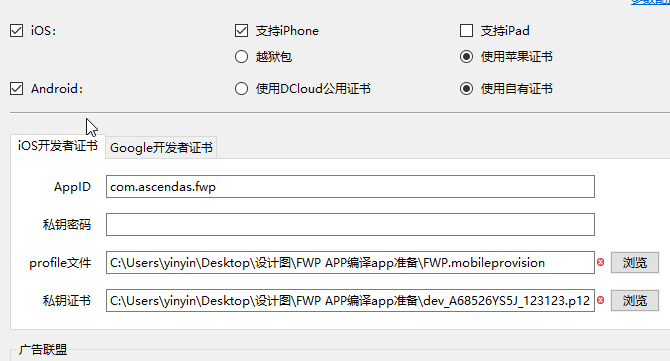 iOS: 支持iPhone 支持iPad
越狱包 使用苹果证书
Android: 使用DCloud公用证书 使用自有证书
iOS开发者证书 Google开发者证书
AppID com.ascendas.fwp
私钥密码
profile文件 C:\Users\yinyin\Desktop\设计图\FWP APP编译app准备\FWP.mobileprovision 浏览
私钥证书 C:\Users\yinyin\Desktop\设计图\FWP APP编译app准备\dev_A68526YS5J_123123.p12 浏览
广告联盟